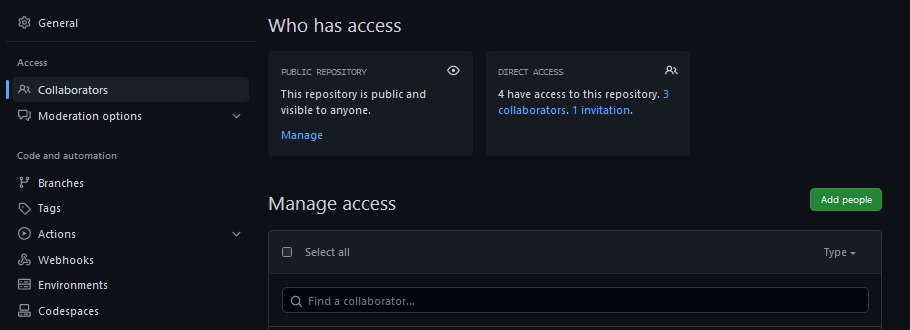 General
Access
Collaborators
Moderation options
Code and automation
Branches
Tags
Actions
Webhooks
Environments
Codespaces
Who has access
PUBLIC REPOSITORY
This repository is public and
visible to anyone.
Manage
DIRECT ACCESS
4 have access to this repository. 3
collaborators. 1 invitation.
Manage access
Add people
Select all
Type
Find a collaborator...